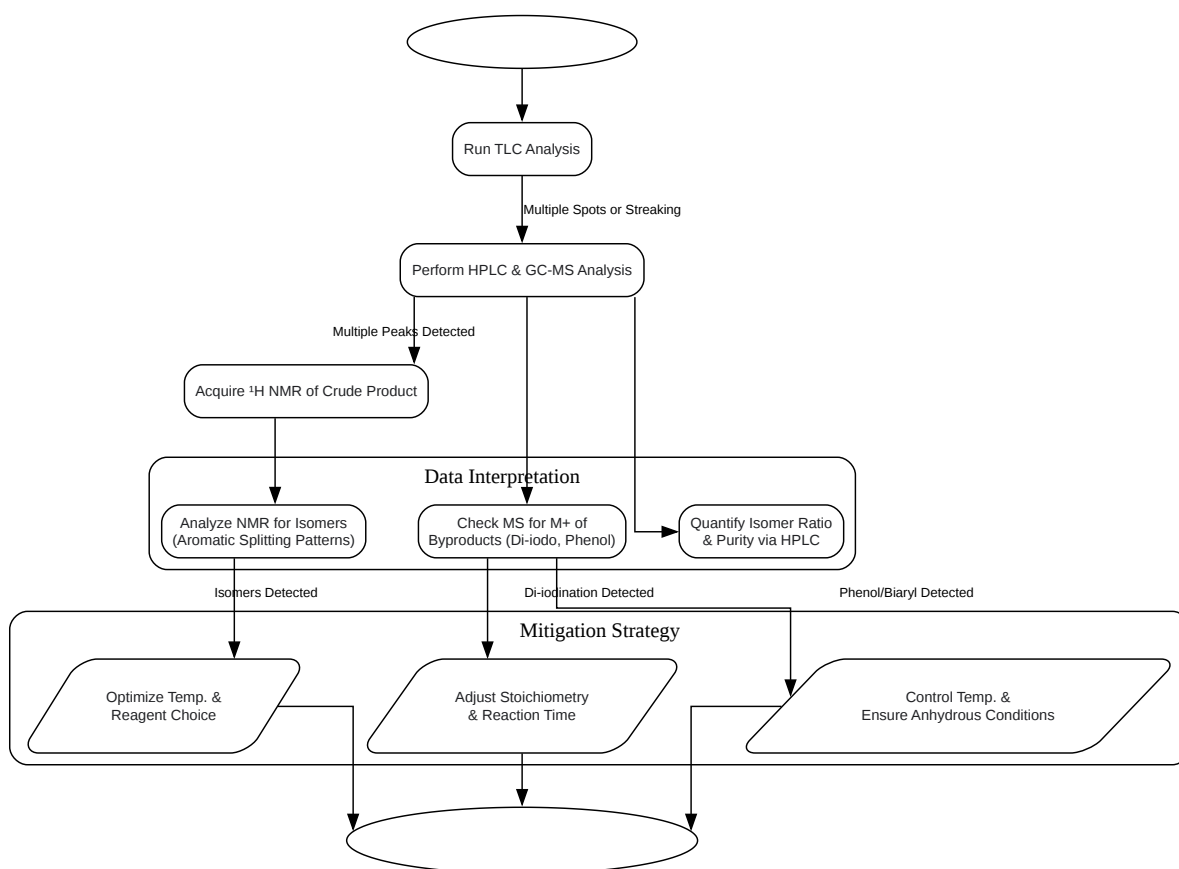 Run TLC Analysis
Multiple Spots or Streaking
Perform HPLC & GC-MS Analysis
Multiple Peaks Detected
Acquire ¹H NMR of Crude Product
Data Interpretation
Analyze NMR for Isomers
(Aromatic Splitting Patterns)
Check MS for M+ of
Byproducts (Di-iodo, Phenol)
Quantify Isomer Ratio
& Purity via HPLC
Isomers Detected
Di-iodination Detected
Phenol/Biaryl Detected
Mitigation Strategy
Optimize Temp. &
Reagent Choice
Adjust Stoichiometry
& Reaction Time
Control Temp. &
Ensure Anhydrous Conditions